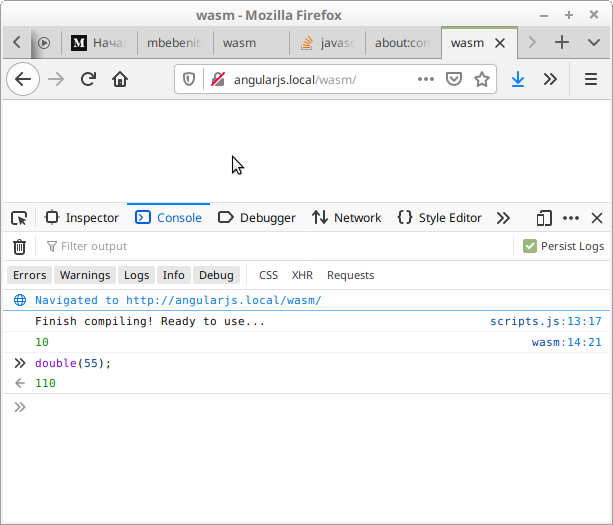 wasm - Mozilla Firefox
M Нача mbebenit wasm javasc about:con wasm
angularjs.local/wasm/
Inspector Console Debugger Network Style Editor
Filter output Persist Logs
Errors Warnings Logs Info Debug CSS XHR Requests
Navigated to http://angularjs.local/wasm/
Finish compiling! Ready to use... scripts.js:13:17
10 wasm:14:21
double(55);
110